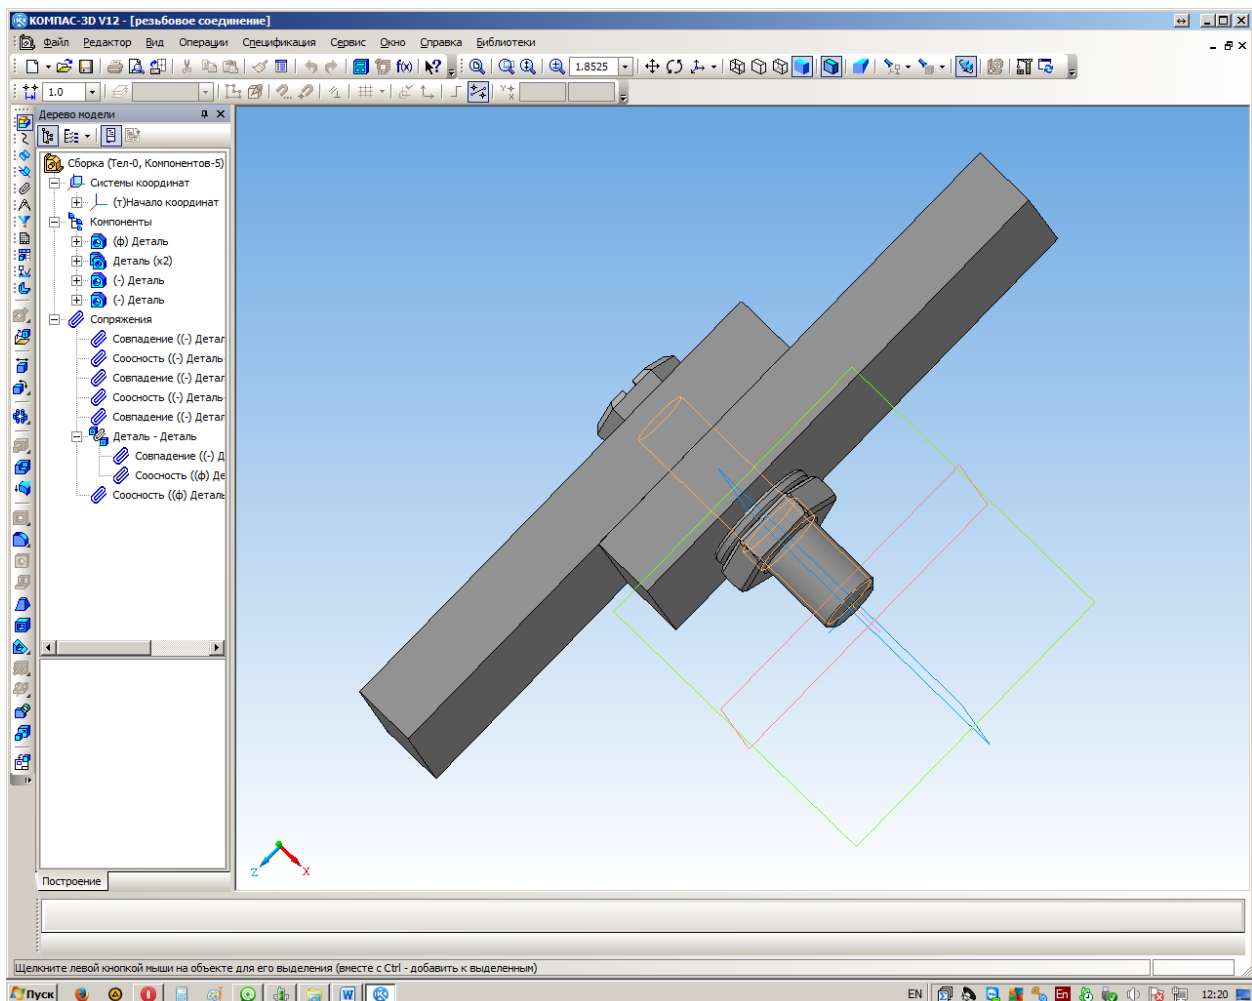 КОМПАС-3D V12 - [резьбовое соединение]
Файл Редактор Вид Операции Спецификация Сервис Окно Справка Библиотеки
1.8525
1.0
Дерево модели
Сборка (Тел-0, Компонентов-5)
Системы координат
(т)Начало координат
Компоненты
(ф) Деталь
Деталь (x2)
(-) Деталь
(-) Деталь
Сопряжения
Совпадение ((-) Детал
Соосность ((-) Деталь
Совпадение ((-) Детал
Соосность ((-) Деталь
Совпадение ((-) Детал
Деталь - Деталь
Совпадение ((-) Д
Соосность ((ф) Де
Соосность ((ф) Деталь
Z X
Построение
Щелкните левой кнопкой мыши на объекте для его выделения (вместе с Ctrl - добавить к выделенным)
Пуск EN En 12:20